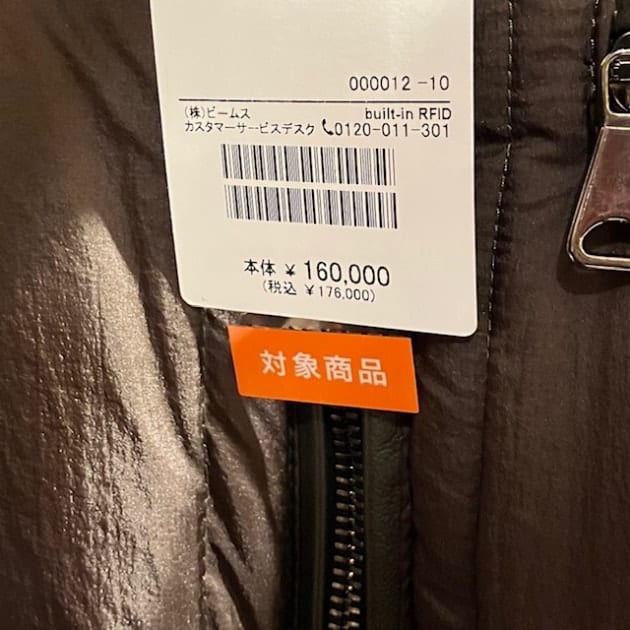 000012 -10
(株)ビームス built-in RFID
カスタマーサービスデスク 0120-011-301
本体 ¥ 160,000
(税込 ¥176,000)
対象商品